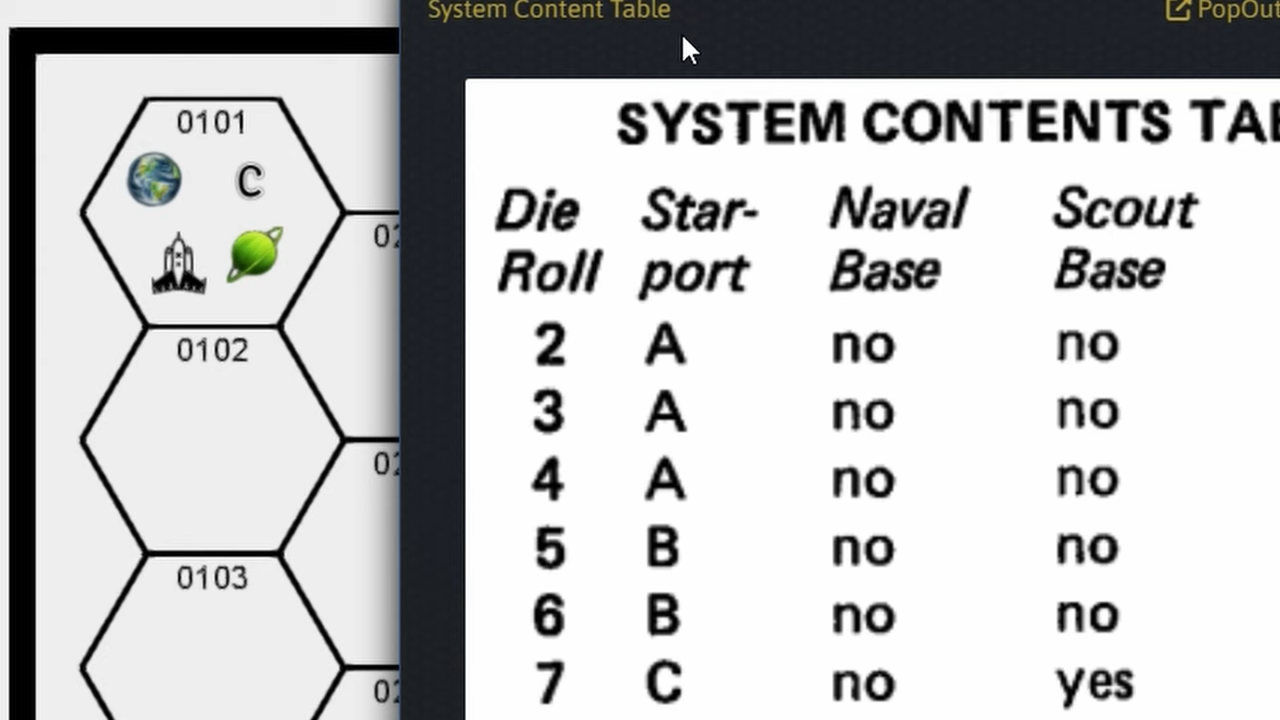 System Content Table
PopOut
0101
C
0102
0103
SYSTEM CONTENTS
Die Star- Naval Scout
Roll port Base Base
2 A no no
3 A no no
4 A no no
5 B no no
6 B no no
7 C no yes